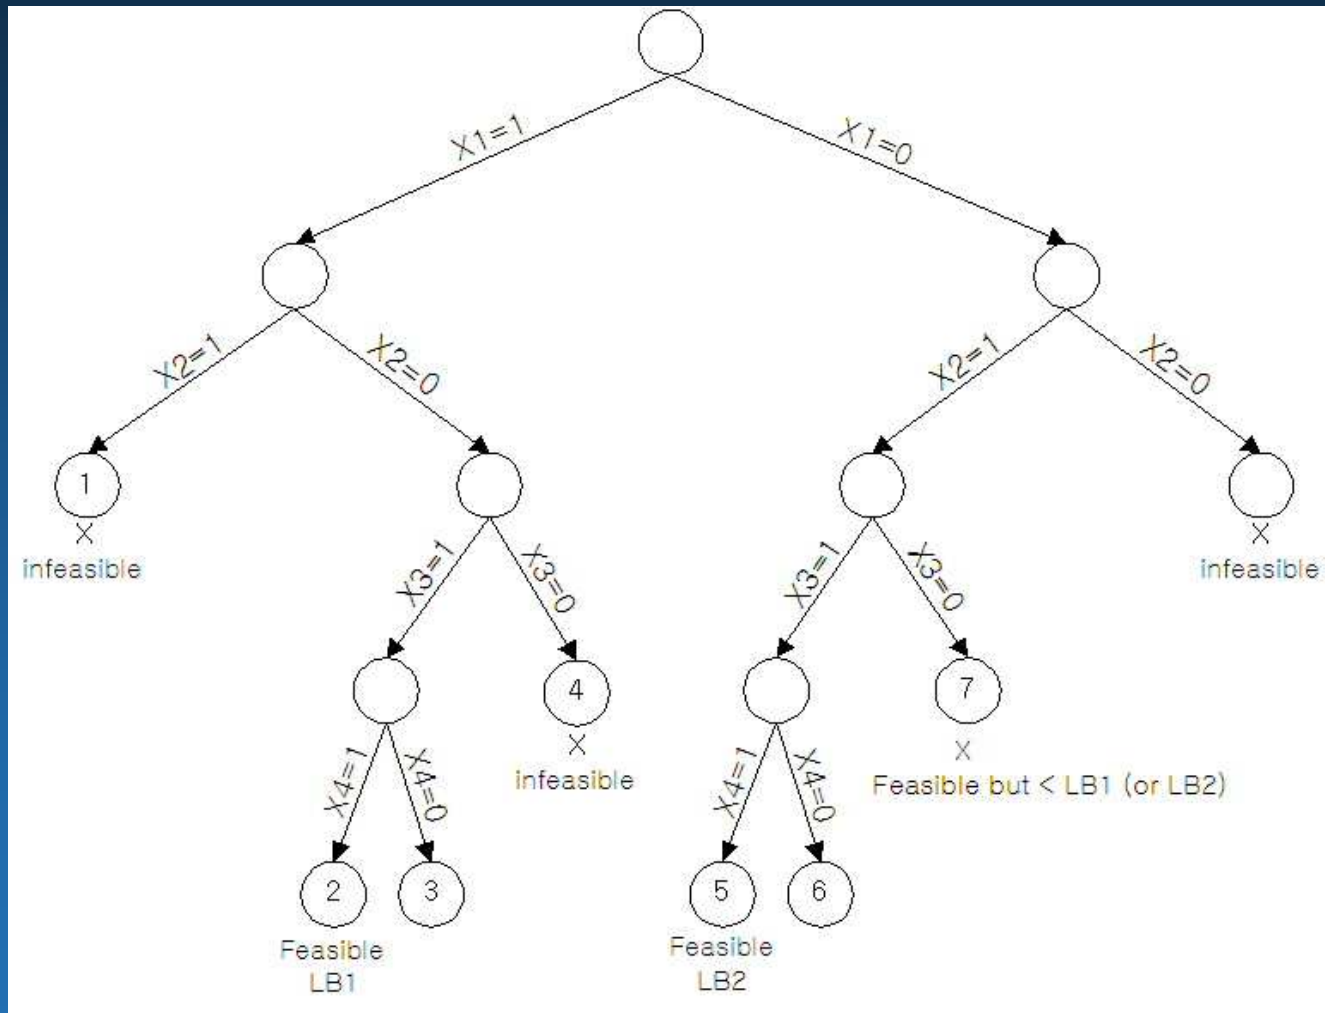 X1=1
X1=0
X2=1
X2=0
X2=1
X2=0
1
X
infeasible
X
infeasible
X3=1
X3=0
X3=1
X3=0
4
X
infeasible
7
X
Feasible but < LB1 (or LB2)
X4=1
X4=0
X4=1
X4=0
2
3
5
6
Feasible
LB1
Feasible
LB2